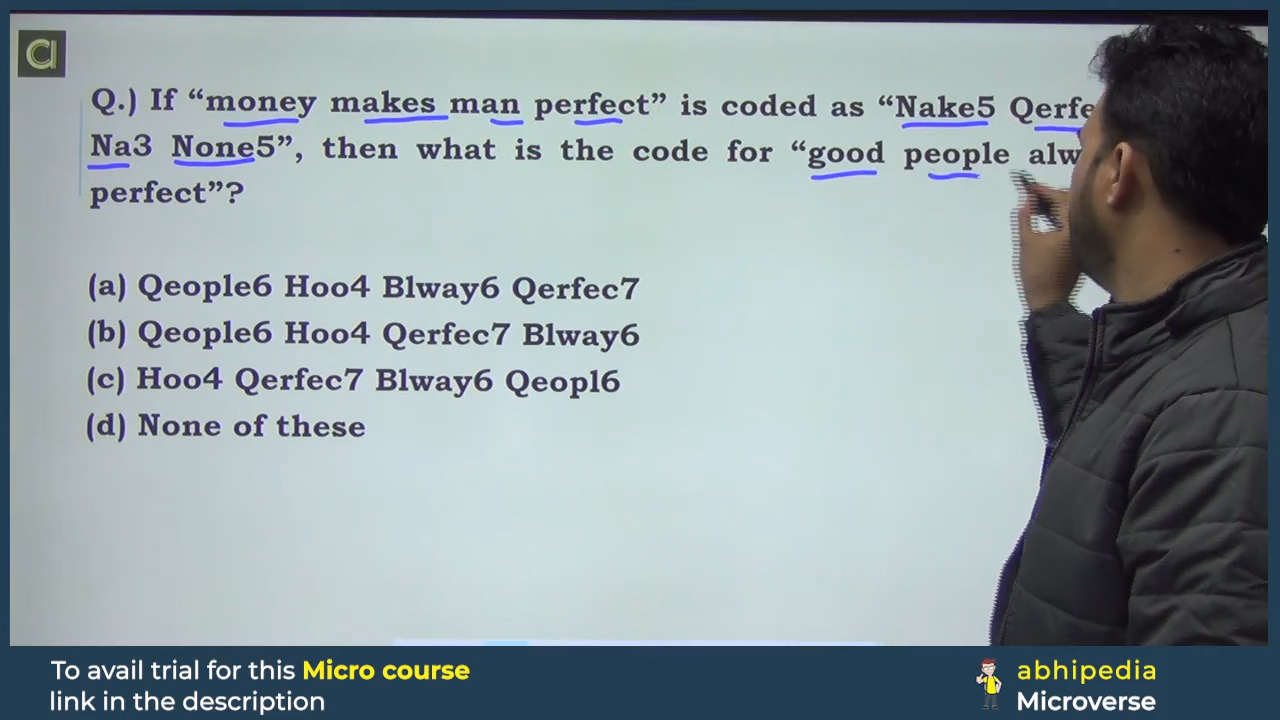 Q.) If “money makes man perfect” is coded as “Nake5
Na3 None5”, then what is the code for “good people
perfect”?
(a) Qeople6 Hoo4 Blway6 Qerfec7
(b) Qeople6 Hoo4 Qerfec7 Blway6
(c) Hoo4 Qerfec7 Blway6 Qeopl6
(d) None of these
To avail trial for this Micro course
link in the description
abhipedia
Microverse